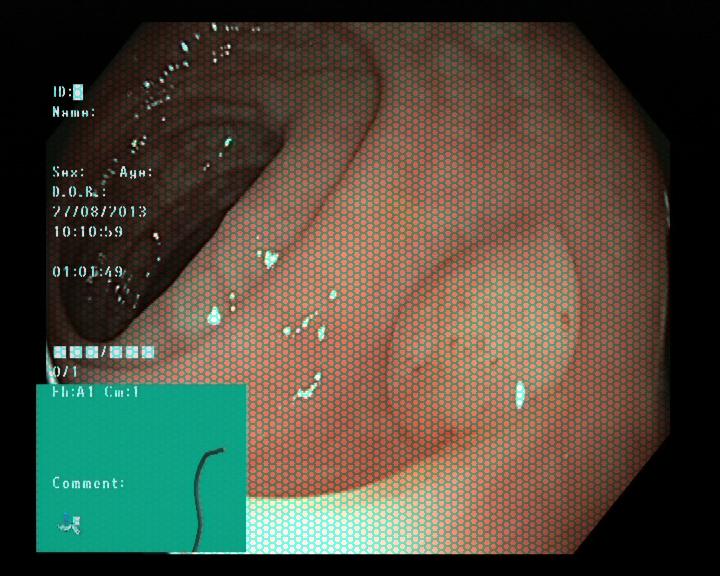 ID:
Name:
Sex: Age:
D.O.B.:
27/08/2013
10:10:59
01:01:49
/
0/1
Eh:A1 Cm:1
Comment: